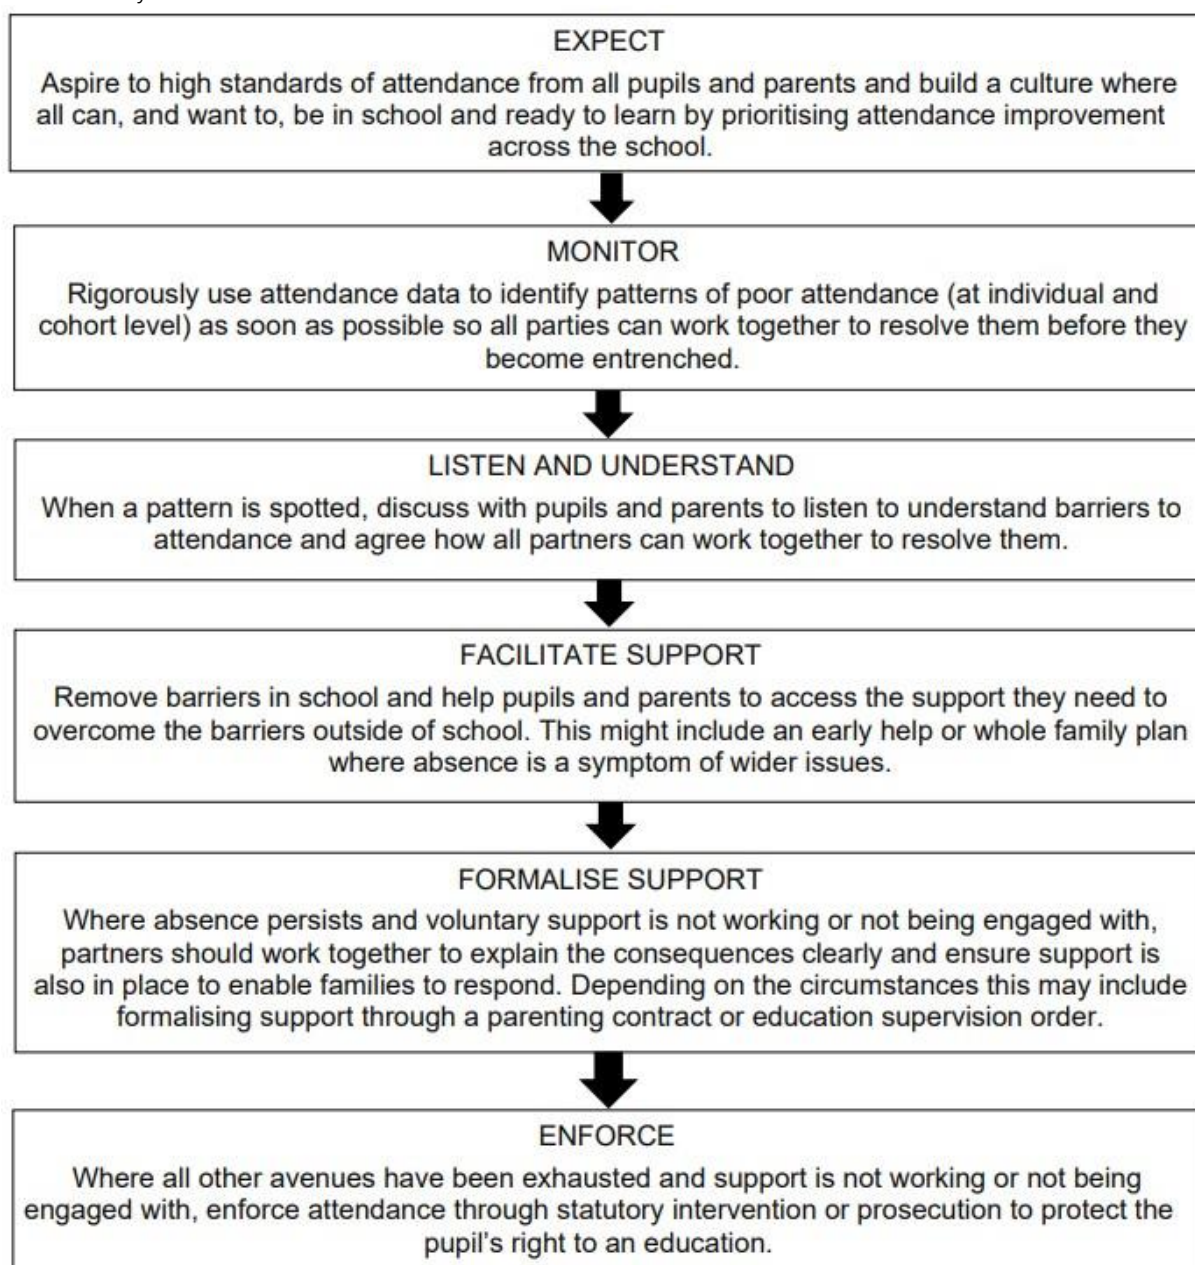 EXPECT
Aspire to high standards of attendance from all pupils and parents and build a culture where
all can, and want to, be in school and ready to learn by prioritising attendance improvement
across the school.
MONITOR
Rigorously use attendance data to identify patterns of poor attendance (at individual and
cohort level) as soon as possible so all parties can work together to resolve them before they
become entrenched.
LISTEN AND UNDERSTAND
When a pattern is spotted, discuss with pupils and parents to listen to understand barriers to
attendance and agree how all partners can work together to resolve them.
FACILITATE SUPPORT
Remove barriers in school and help pupils and parents to access the support they need to
overcome the barriers outside of school. This might include an early help or whole family plan
where absence is a symptom of wider issues.
FORMALISE SUPPORT
Where absence persists and voluntary support is not working or not being engaged with,
partners should work together to explain the consequences clearly and ensure support is
also in place to enable families to respond. Depending on the circumstances this may include
formalising support through a parenting contract or education supervision order.
ENFORCE
Where all other avenues have been exhausted and support is not working or not being
engaged with, enforce attendance through statutory intervention or prosecution to protect the
pupil's right to an education.